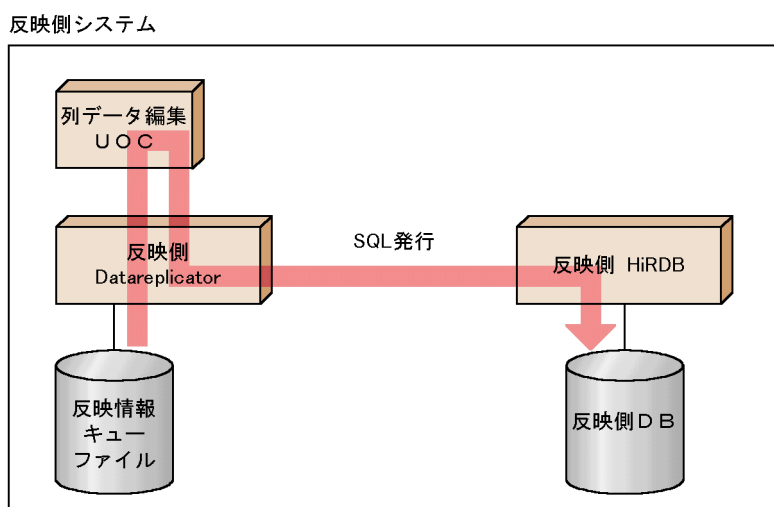 反映側システム
列データ編集
ＵＯＣ
反映側
Datareplicator
SQL発行
反映側 HiRDB
反映情報
キュー
ファイル
反映側ＤＢ